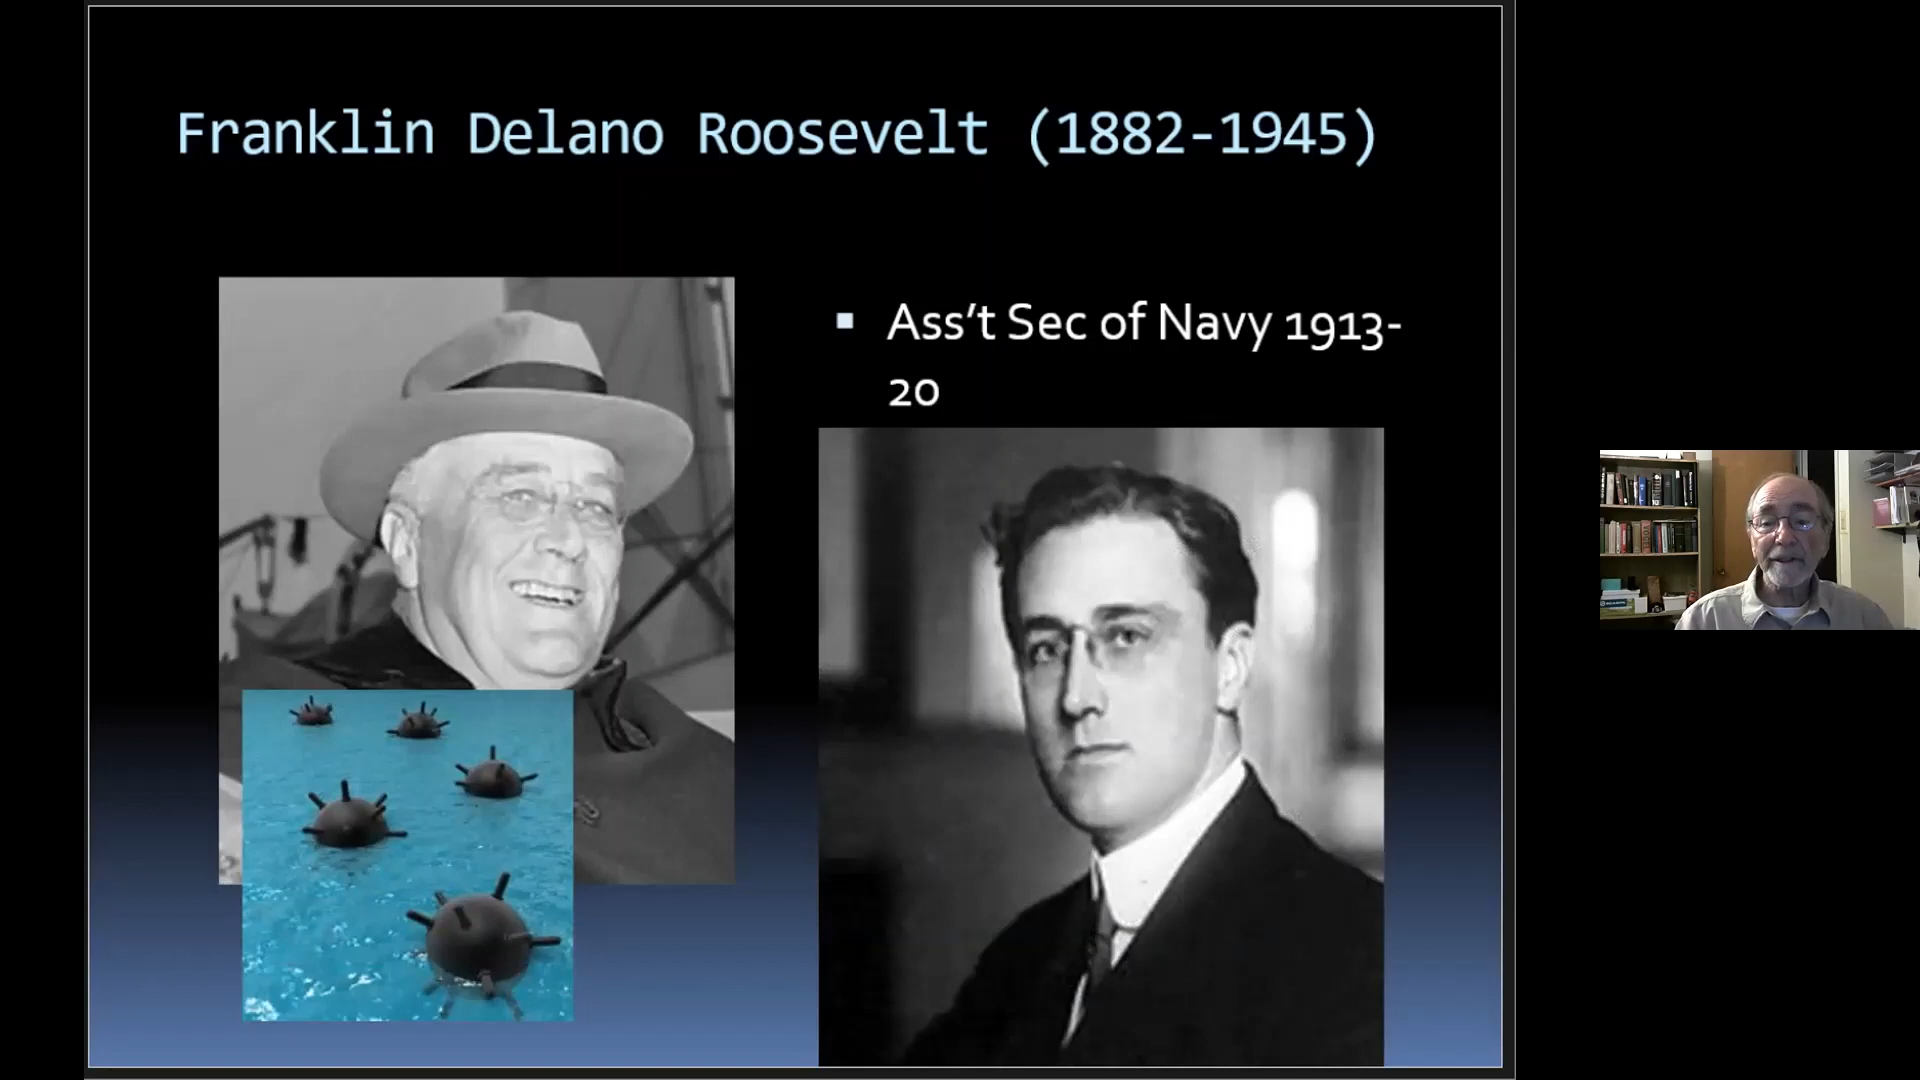 Franklin Delano Roosevelt (1882-1945)
▪ Ass’t Sec of Navy 1913-
20